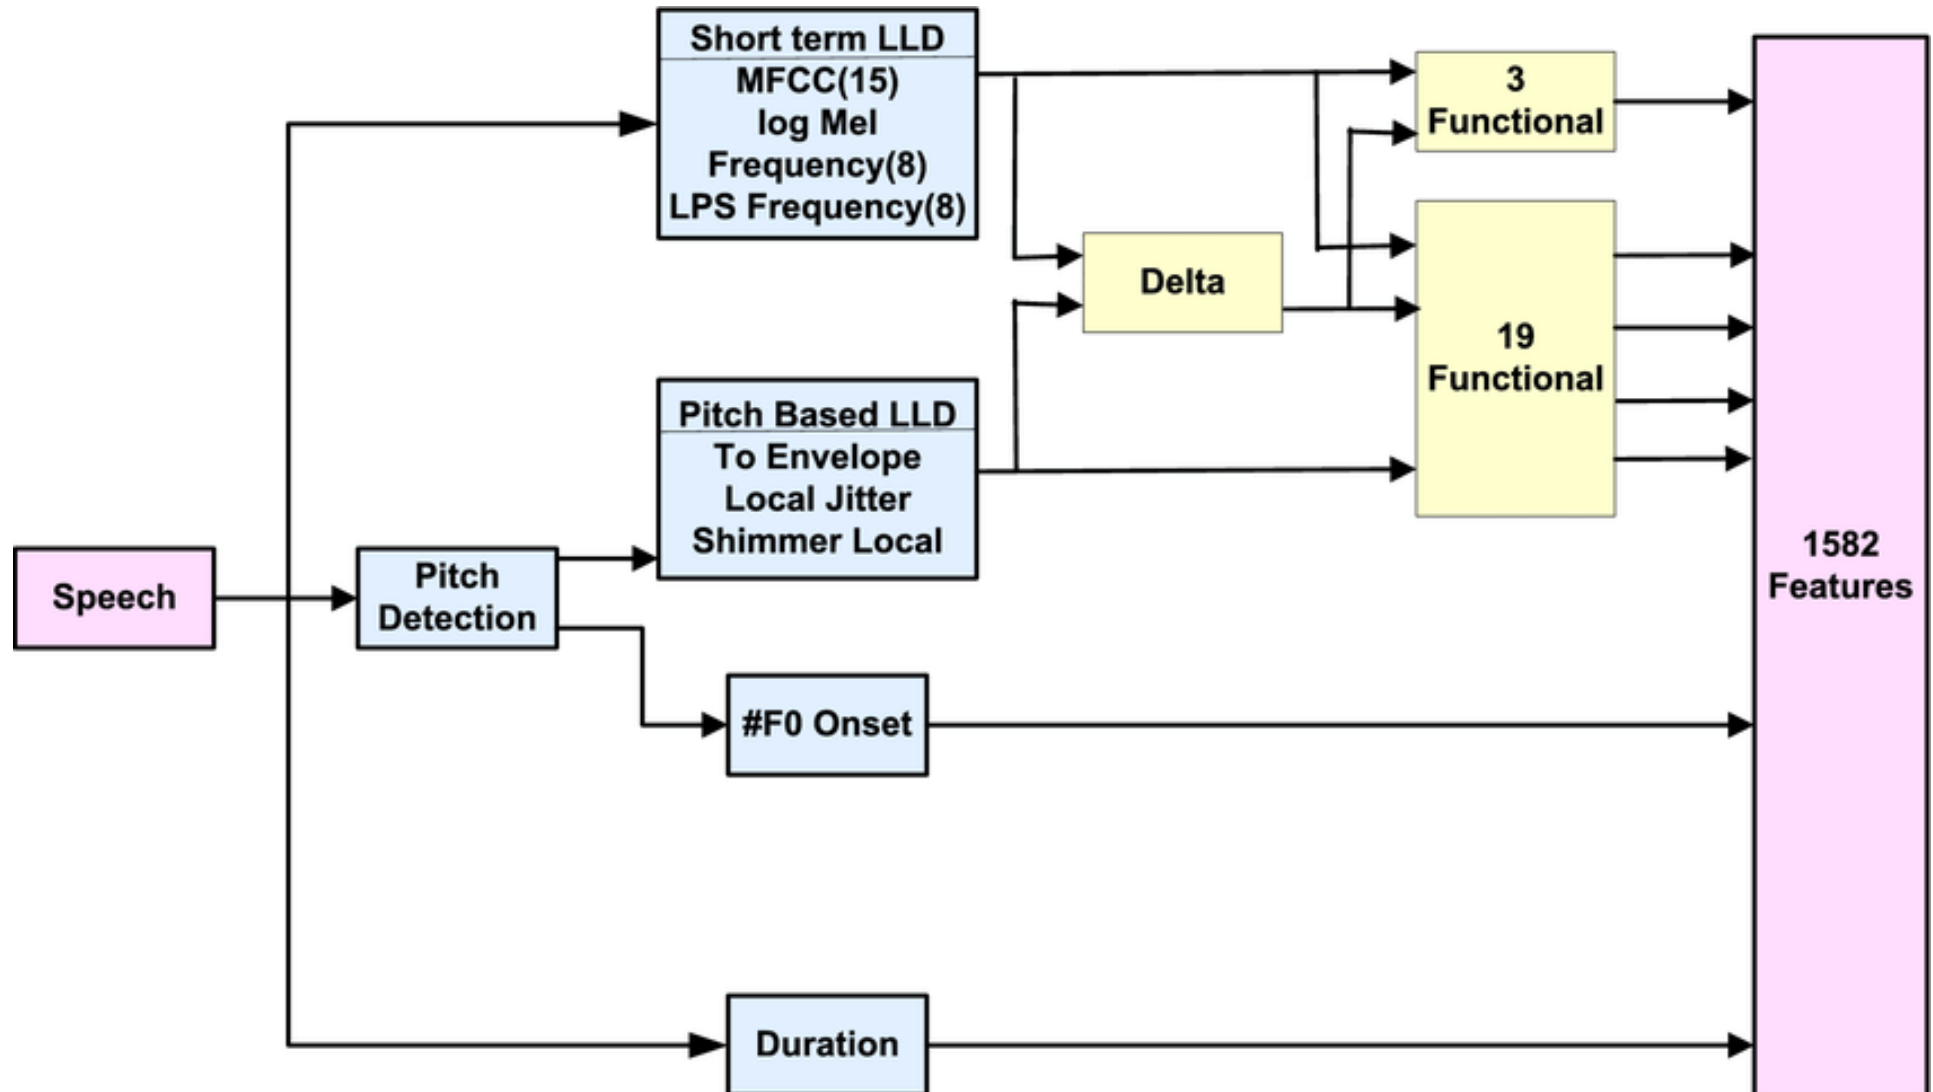 Short term LLD
MFCC(15)
log Mel
Frequency(8)
LPS Frequency(8)
3
Functional
Delta
19
Functional
Pitch Based LLD
To Envelope
Local Jitter
Shimmer Local
Speech
Pitch
Detection
#F0 Onset
Duration
1582
Features